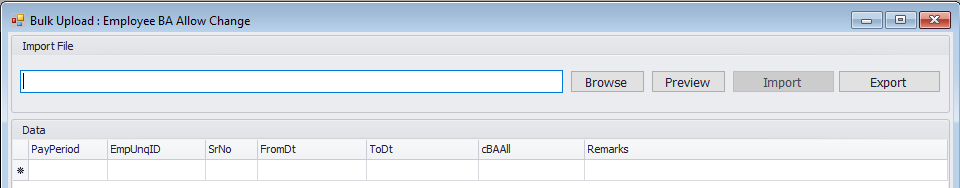 Bulk Upload : Employee BA Allow Change
Import File
Browse Preview Import Export
Data
PayPeriod EmpUnqID SrNo FromDt ToDt cBAAll Remarks